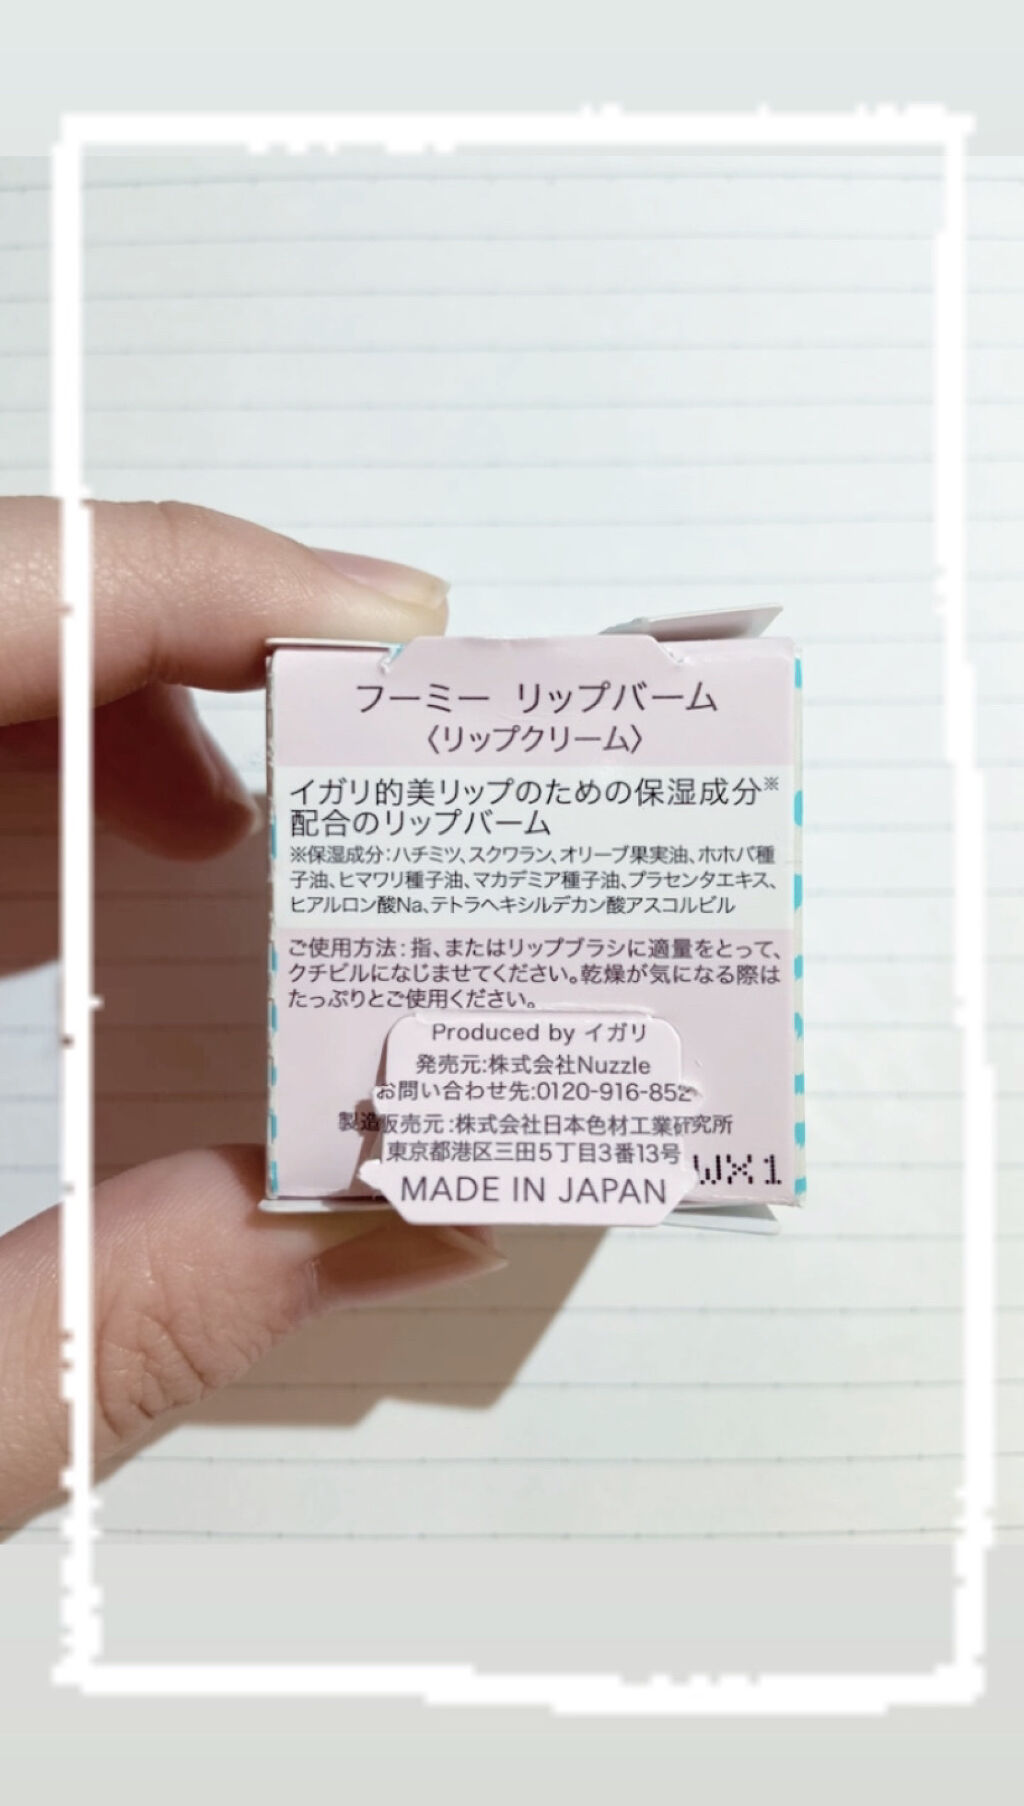 フーミー リップバーム
〈リップクリーム〉
イガリ的美リップのための保湿成分※
配合のリップバーム
※保湿成分:ハチミツ、スクワラン、オリーブ果実油、ホホバ種
子油、ヒマワリ種子油、マカデミア種子油、プラセンタエキス、
ヒアルロン酸Na、テトラヘキシルデカン酸アスコルビル
ご使用方法:指、またはリップブラシに適量をとって、
クチビルになじませてください。乾燥が気になる際は
たっぷりとご使用ください。
Produced by イガリ
発売元:株式会社Nuzzle
お問い合わせ先:0120-916-852
製造販売元:株式会社日本色材工業研究所
東京都港区三田5丁目3番13号
WX1
MADE IN JAPAN